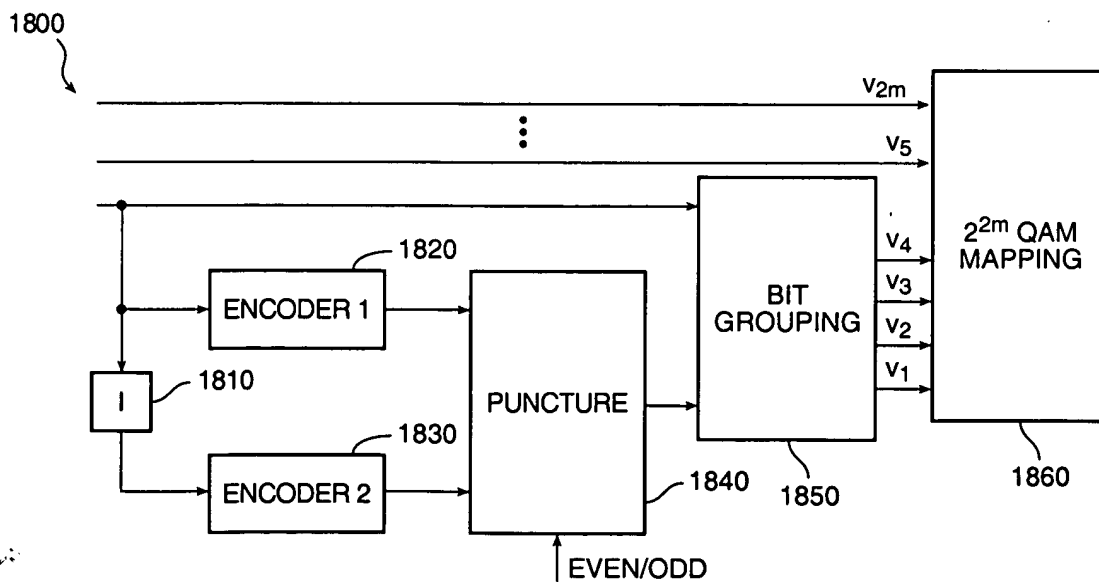 1800
v2m
v5
1820
ENCODER 1
I
1810
1830
ENCODER 2
PUNCTURE
1840
EVEN/ODD
BIT
GROUPING
1850
v4
v3
v2
v1
2^2m QAM
MAPPING
1860